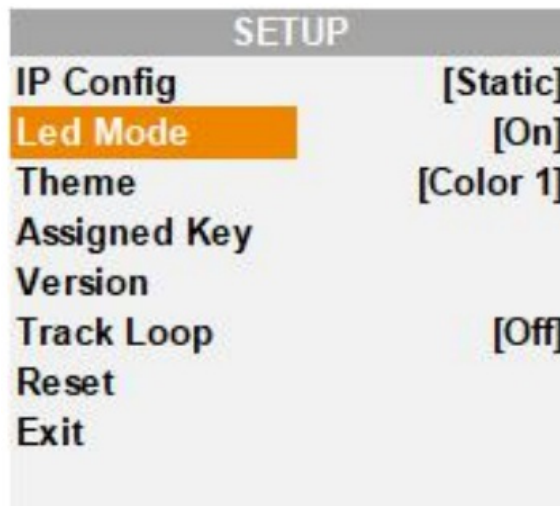 SETUP
IP Config [Static]
Led Mode [On]
Theme [Color 1]
Assigned Key
Version
Track Loop [Off]
Reset
Exit